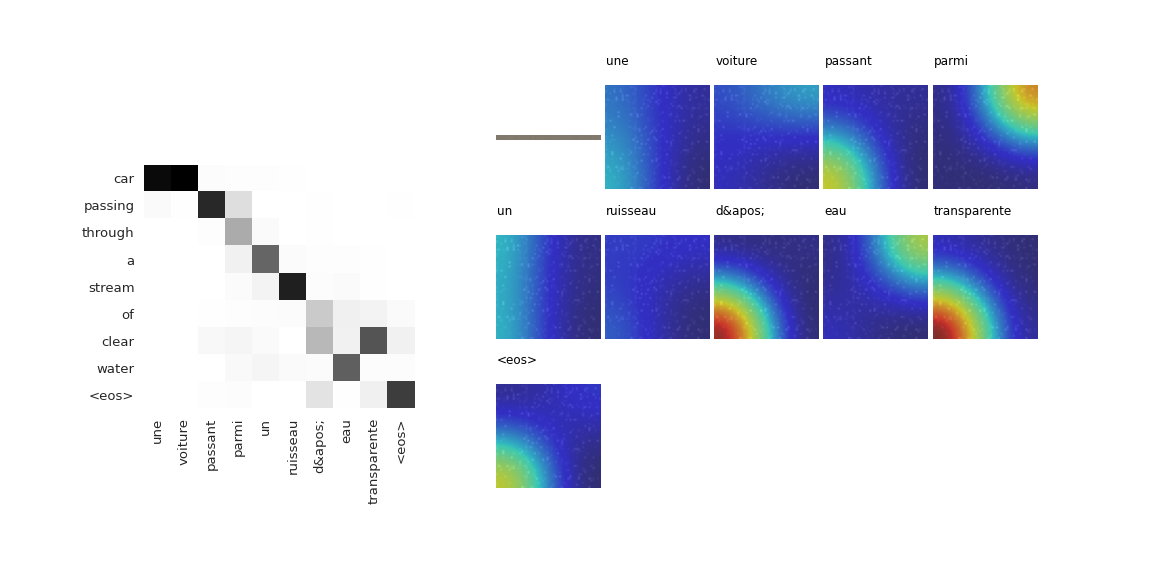 une voiture passant parmi
car
passing
through
a
stream
of
clear
water
<eos>
une
voiture
passant
parmi
un
ruisseau
d&apos;
eau
transparente
<eos>
un ruisseau d&apos; eau transparente
<eos>